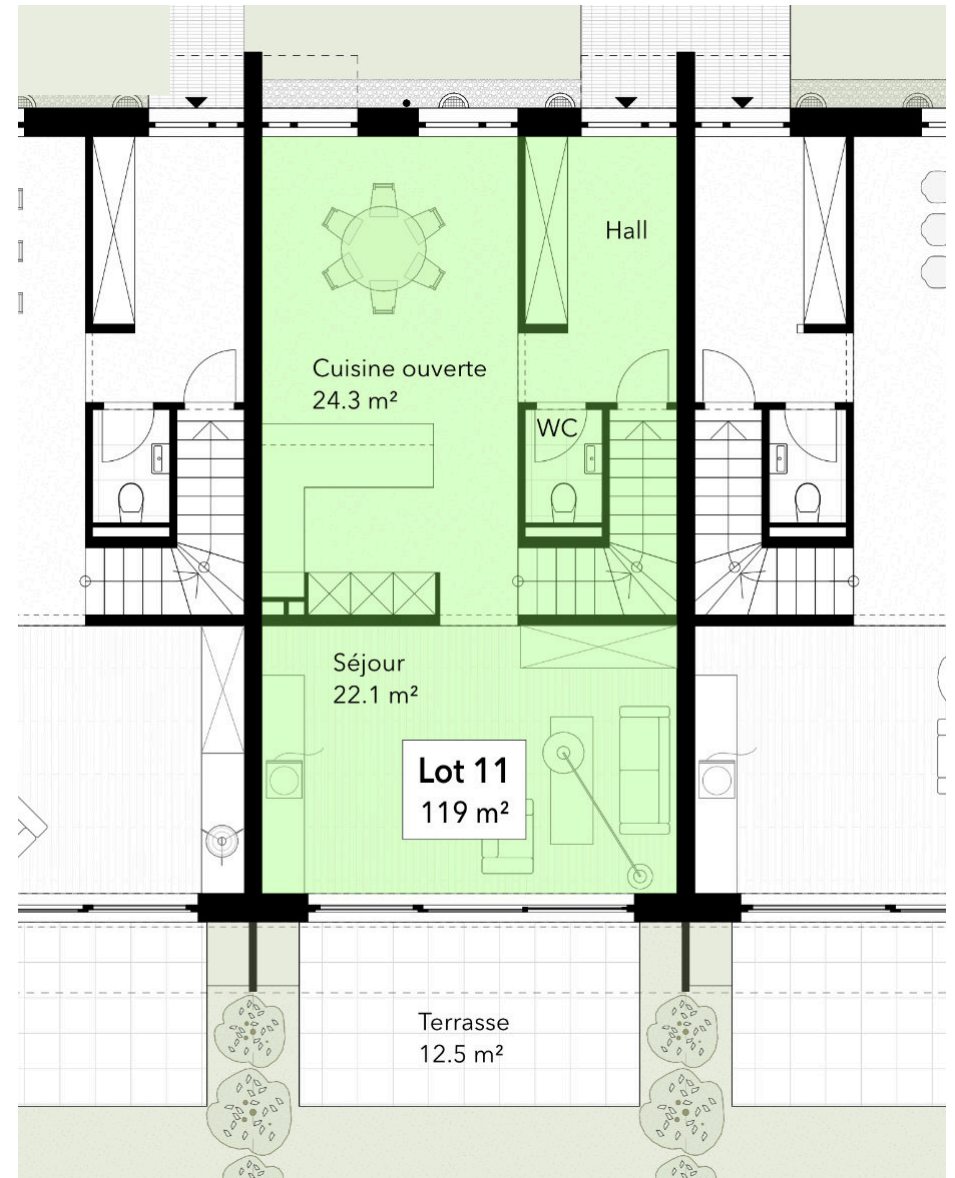 Hall
Cuisine ouverte
24.3 m²
WC
Séjour
22.1 m²
Lot 11
119 m²
Terrasse
12.5 m²